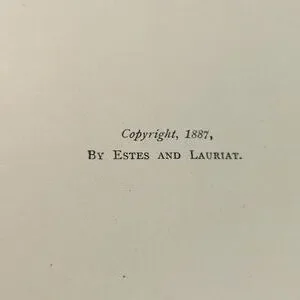 Copyright, 1887,
By Estes and Lauriat.